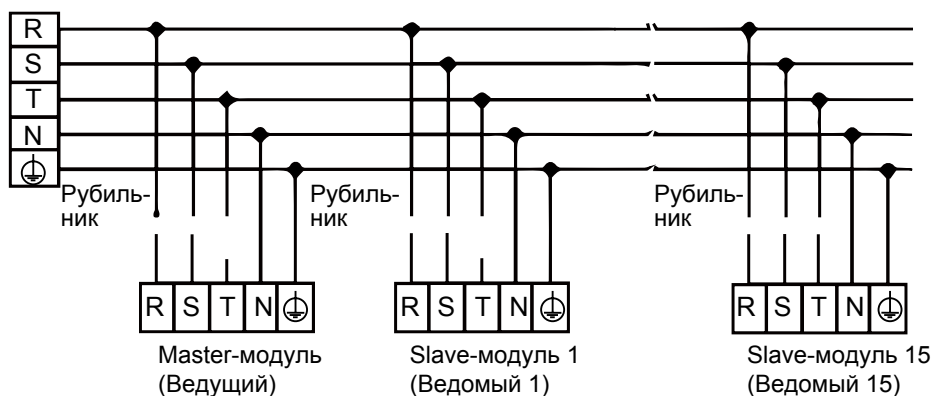 R
S
T
N
Рубиль-
ник
Рубиль-
ник
Рубиль-
ник
R S T N
R S T N
R S T N
Master-модуль
(Ведущий)
Slave-модуль 1
(Ведомый 1)
Slave-модуль 15
(Ведомый 15)